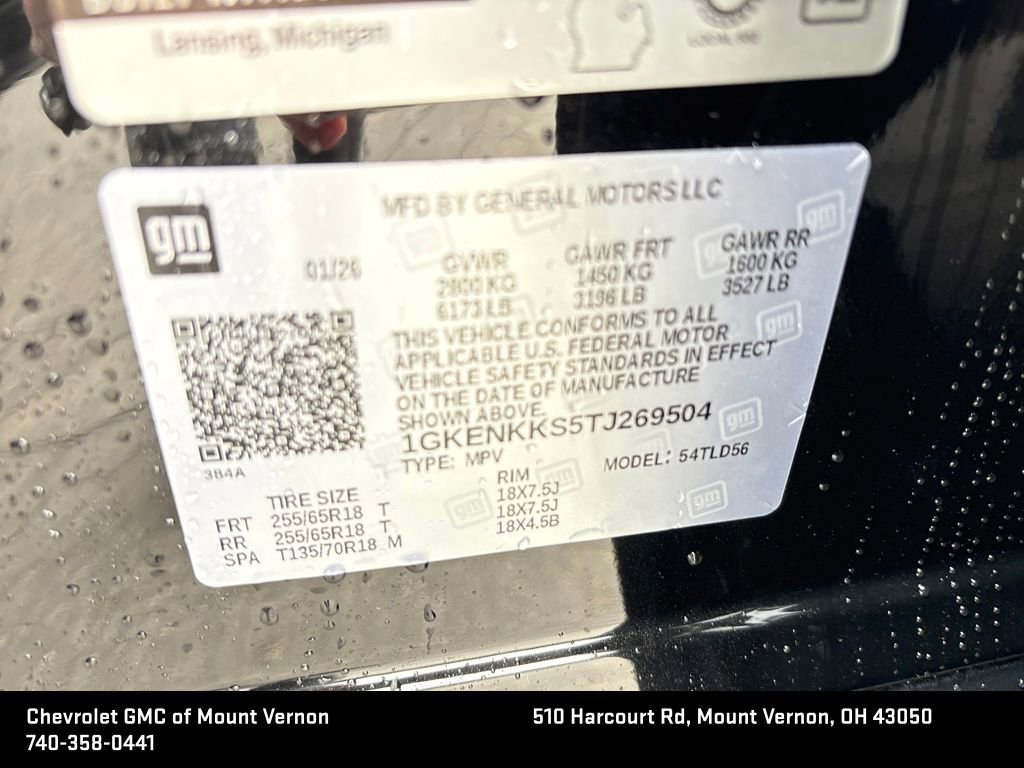 Lansing, Michigan
gm
MFD BY GENERAL MOTORS LLC
01/26
GVWR GAWR FRT GAWR RR
2800 KG 1450 KG 1600 KG
6173 LB 3196 LB 3527 LB
THIS VEHICLE CONFORMS TO ALL
APPLICABLE U.S. FEDERAL MOTOR
VEHICLE SAFETY STANDARDS IN EFFECT
ON THE DATE OF MANUFACTURE
SHOWN ABOVE.
1GKENKKS5TJ269504
TYPE: MPV MODEL: 54TLD56
384A
TIRE SIZE RIM
FRT 255/65R18 T 18X7.5J
RR 255/65R18 T 18X7.5J
SPA T135/70R18 M 18X4.5B
Chevrolet GMC of Mount Vernon
740-358-0441
510 Harcourt Rd, Mount Vernon, OH 43050